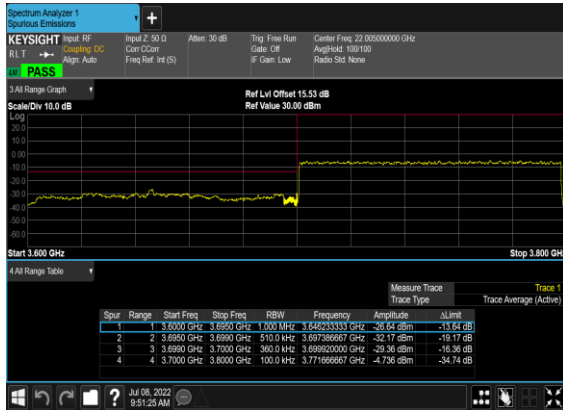 Spectrum Analyzer 1
Spurious Emissions
+
KEYSIGHT Input: RF Input Z: 50 Ω Atten: 30 dB Trig: Free Run Center Freq: 22.005000000 GHz
RLT Coupling: DC Corr CCorr Gate: Off Avg|Hold: 100/100
Align: Auto Freq Ref: Int (S) IF Gain: Low Radio Std: None
LV PASS
3 All Range Graph
Ref Lvl Offset 15.53 dB
Scale/Div 10.0 dB Ref Value 30.00 dBm
Log
20.0
10.0
0.00
-10.0
-20.0
-30.0
-40.0
-50.0
-60.0
Start 3.600 GHz Stop 3.800 GH
4 All Range Table
Measure Trace Trace 1
Trace Type Trace Average (Active)
Spur Range Start Freq Stop Freq RBW Frequency Amplitude ΔLimit
1 1 3.6000 GHz 3.6950 GHz 1.000 MHz 3.646233333 GHz -26.64 dBm -13.64 dB
2 2 3.6950 GHz 3.6990 GHz 510.0 kHz 3.697386667 GHz -32.17 dBm -19.17 dB
3 3 3.6990 GHz 3.7000 GHz 360.0 kHz 3.699920000 GHz -29.36 dBm -16.36 dB
4 4 3.7000 GHz 3.8000 GHz 100.0 kHz 3.771666667 GHz -4.736 dBm -34.74 dB
? Jul 08, 2022
9:51:25 AM